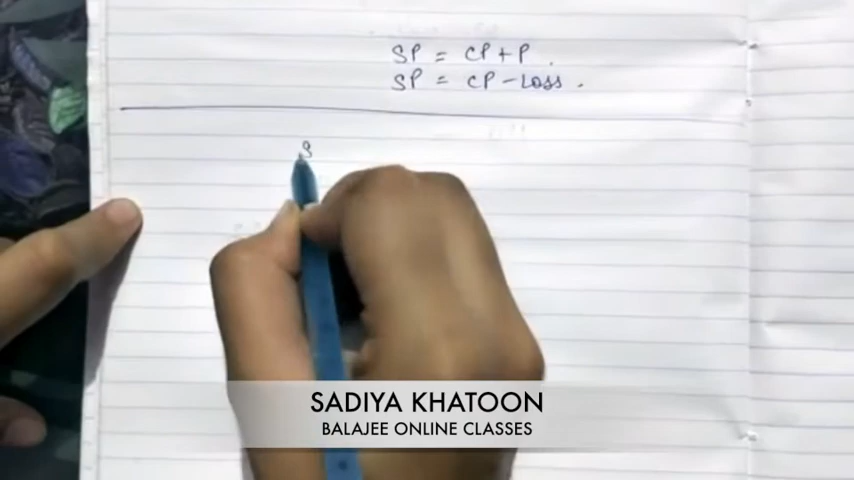 SP = CP + P .
SP = CP - Loss .
S
SADIYA KHATOON
BALAJEE ONLINE CLASSES